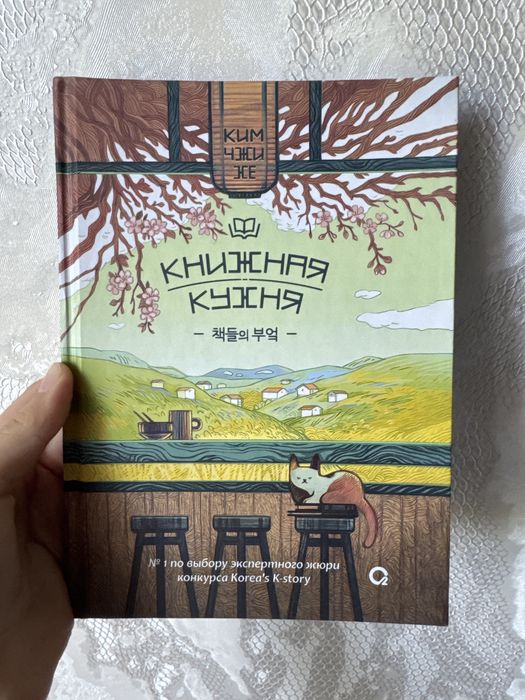 КИМ
ЧЖИ
ХЕ
КНИЖНАЯ
КУХНЯ
– 책들의 부엌 –
№ 1 по выбору экспертного жюри
конкурса Korea's K-story
O2